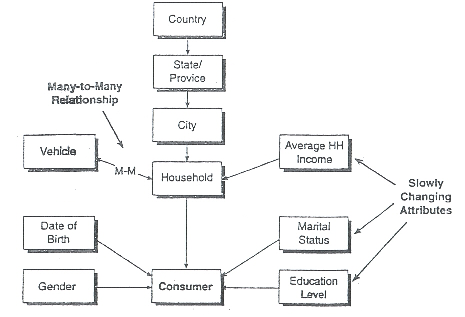 Country
State/
Provice
Many-to-Many
Relationship
City
Vehicle
M-M
Household
Average HH
Income
Slowly
Changing
Attributes
Date of
Birth
Marital
Status
Gender
Consumer
Education
Level